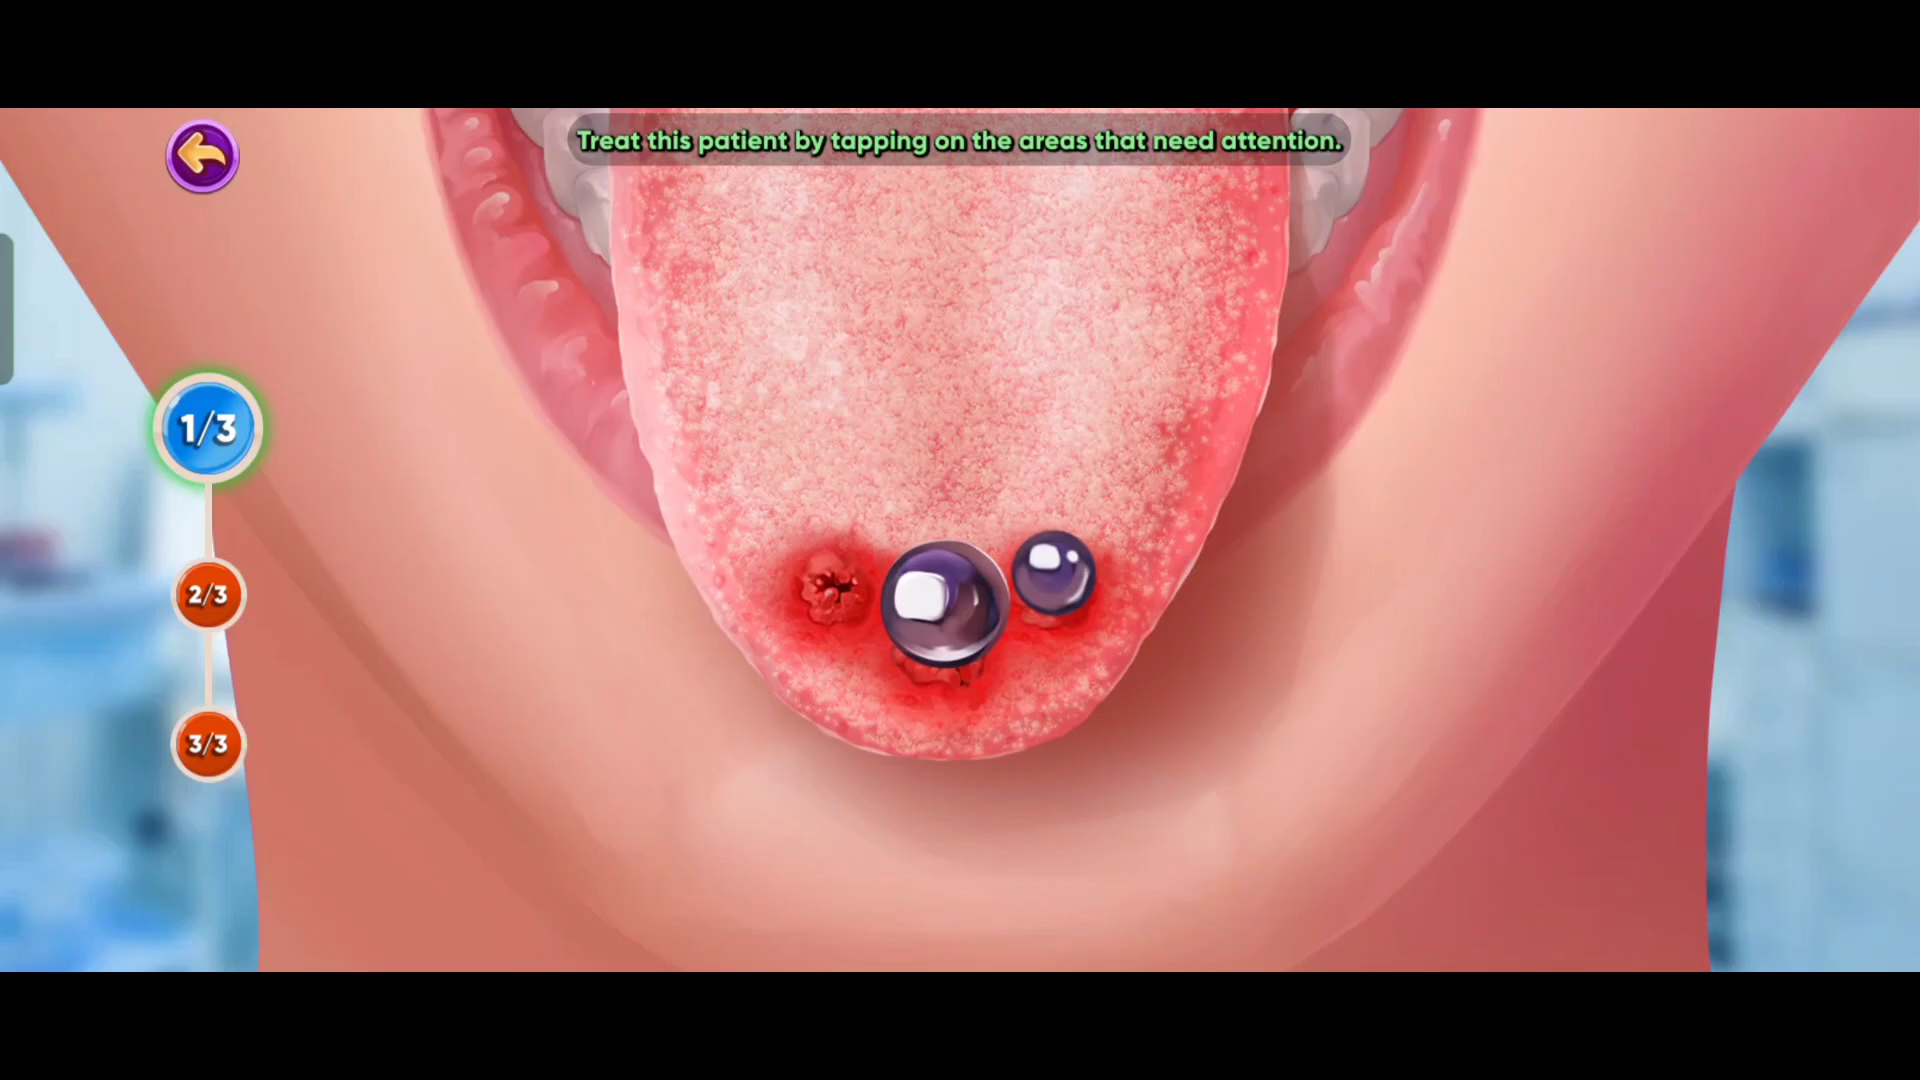 Treat this patient by tapping on the areas that need attention.
1/3
2/3
3/3